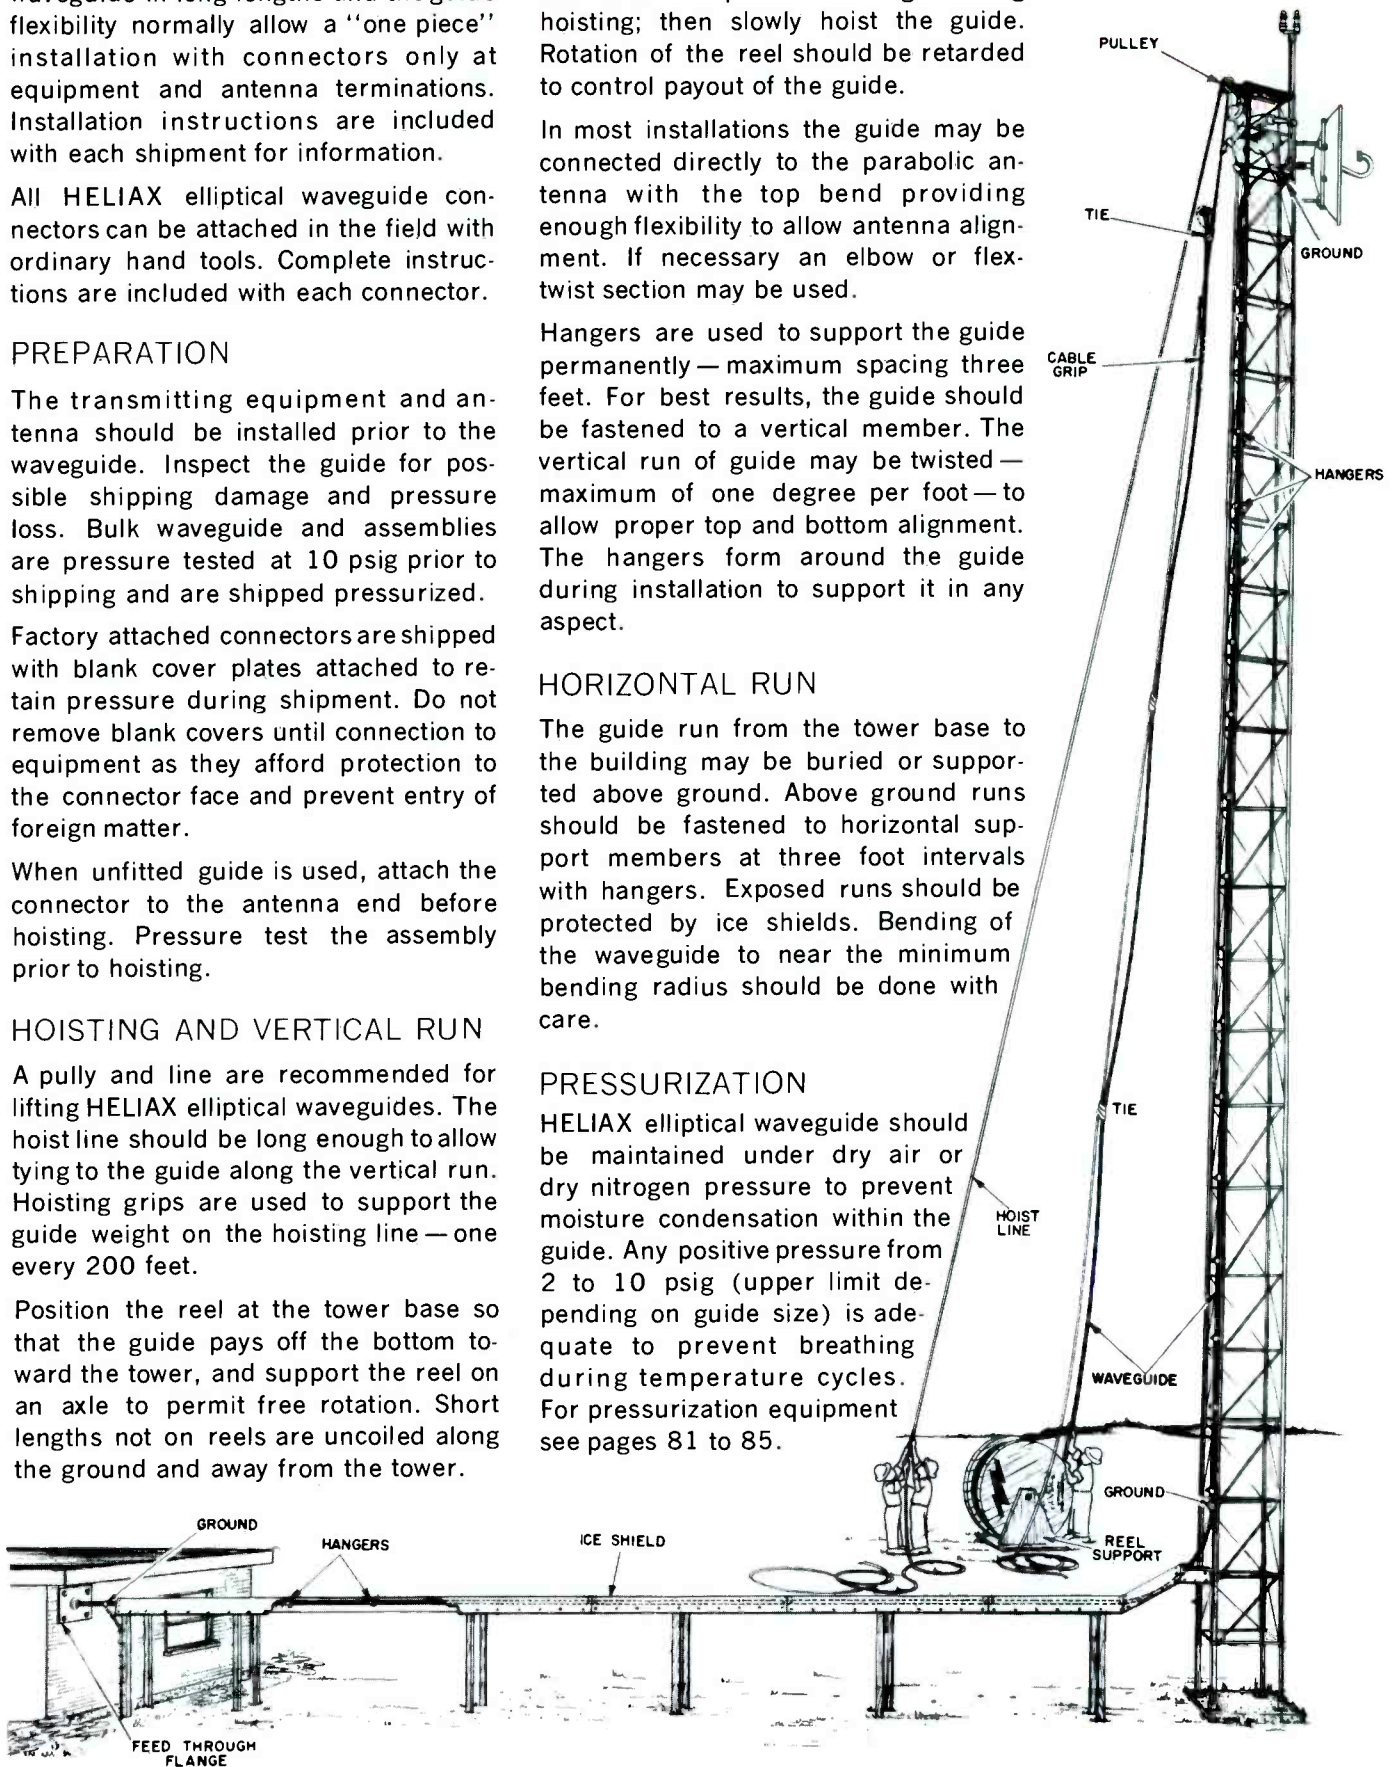 flexibility normally allow a "one piece"
installation with connectors only at
equipment and antenna terminations.
Installation instructions are included
with each shipment for information.
All HELIAX elliptical waveguide con-
nectors can be attached in the field with
ordinary hand tools. Complete instruc-
tions are included with each connector.
PREPARATION
The transmitting equipment and an-
tenna should be installed prior to the
waveguide. Inspect the guide for pos-
sible shipping damage and pressure
loss. Bulk waveguide and assemblies
are pressure tested at 10 psig prior to
shipping and are shipped pressurized.
Factory attached connectors are shipped
with blank cover plates attached to re-
tain pressure during shipment. Do not
remove blank covers until connection to
equipment as they afford protection to
the connector face and prevent entry of
foreign matter.
When unfitted guide is used, attach the
connector to the antenna end before
hoisting. Pressure test the assembly
prior to hoisting.
HOISTING AND VERTICAL RUN
A pully and line are recommended for
lifting HELIAX elliptical waveguides. The
hoist line should be long enough to allow
tying to the guide along the vertical run.
Hoisting grips are used to support the
guide weight on the hoisting line — one
every 200 feet.
Position the reel at the tower base so
that the guide pays off the bottom to-
ward the tower, and support the reel on
an axle to permit free rotation. Short
lengths not on reels are uncoiled along
the ground and away from the tower.
hoisting; then slowly hoist the guide.
Rotation of the reel should be retarded
to control payout of the guide.
In most installations the guide may be
connected directly to the parabolic an-
tenna with the top bend providing
enough flexibility to allow antenna align-
ment. If necessary an elbow or flex-
twist section may be used.
Hangers are used to support the guide
permanently — maximum spacing three
feet. For best results, the guide should
be fastened to a vertical member. The
vertical run of guide may be twisted —
maximum of one degree per foot — to
allow proper top and bottom alignment.
The hangers form around the guide
during installation to support it in any
aspect.
HORIZONTAL RUN
The guide run from the tower base to
the building may be buried or suppor-
ted above ground. Above ground runs
should be fastened to horizontal sup-
port members at three foot intervals
with hangers. Exposed runs should be
protected by ice shields. Bending of
the waveguide to near the minimum
bending radius should be done with
care.
PRESSURIZATION
HELIAX elliptical waveguide should
be maintained under dry air or
dry nitrogen pressure to prevent
moisture condensation within the
guide. Any positive pressure from
2 to 10 psig (upper limit de-
pending on guide size) is ade-
quate to prevent breathing
during temperature cycles.
For pressurization equipment
see pages 81 to 85.
PULLEY
TIE
GROUND
CABLE
GRIP
HANGERS
TIE
HOIST
LINE
WAVEGUIDE
GROUND
REEL
SUPPORT
GROUND
HANGERS
ICE SHIELD
FEED THROUGH
FLANGE